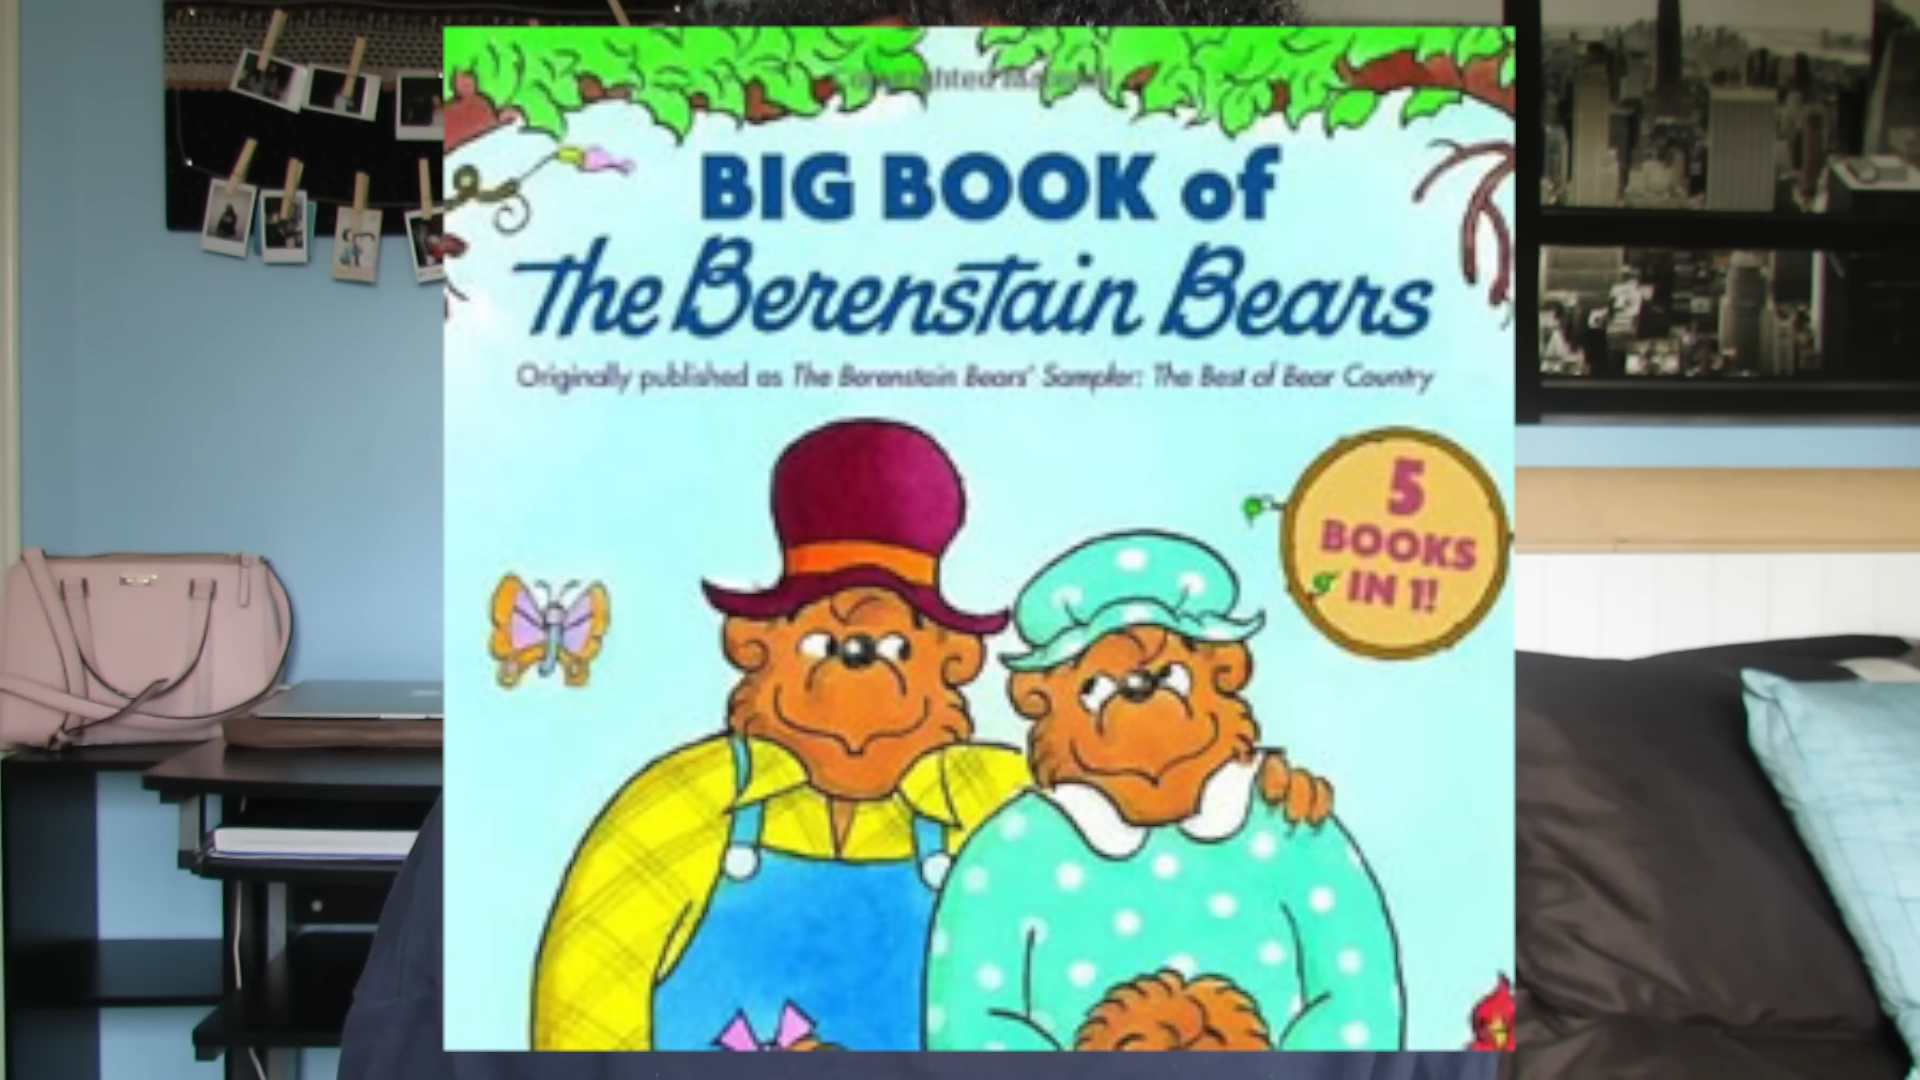 BIG BOOK of
The Berenstain Bears
Originally published as The Berenstain Bears' Sampler: The Best of Bear Country
5
BOOKS
IN 1!